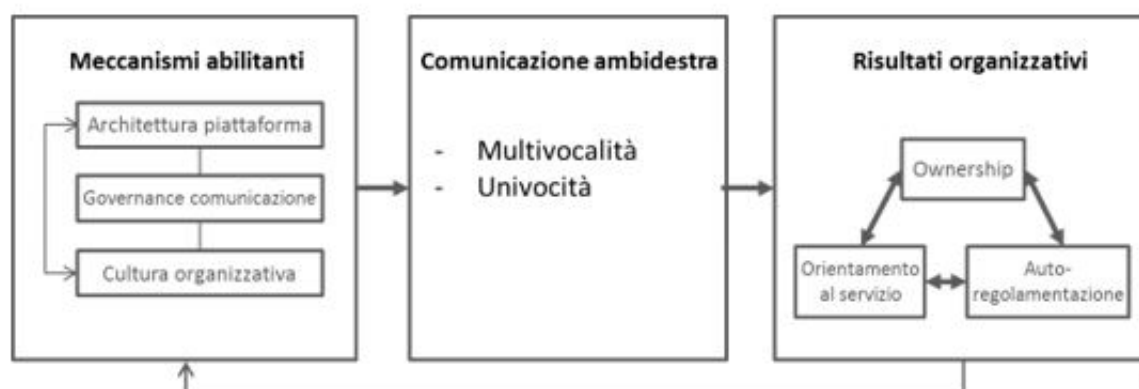 Meccanismi abilitanti
Architettura piattaforma
Governance comunicazione
Cultura organizzativa
Comunicazione ambidestra
- Multivocalità
- Univocità
Risultati organizzativi
Ownership
Orientamento
al servizio
Auto-
regolamentazione